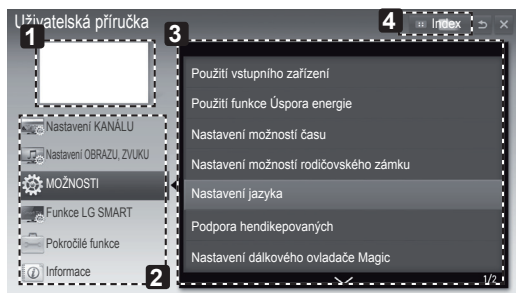 Uživatelská příručka
4
Index
1
3
Nastavení KANÁLU
Nastavení OBRAZU, ZVUKU
MOŽNOSTI
Funkce LG SMART
Pokročilé funkce
Informace
2
Použití vstupního zařízení
Použití funkce Úspora energie
Nastavení možností času
Nastavení možností rodičovského zámku
Nastavení jazyka
Podpora hendikepovaných
Nastavení dálkového ovladače Magic
1/2